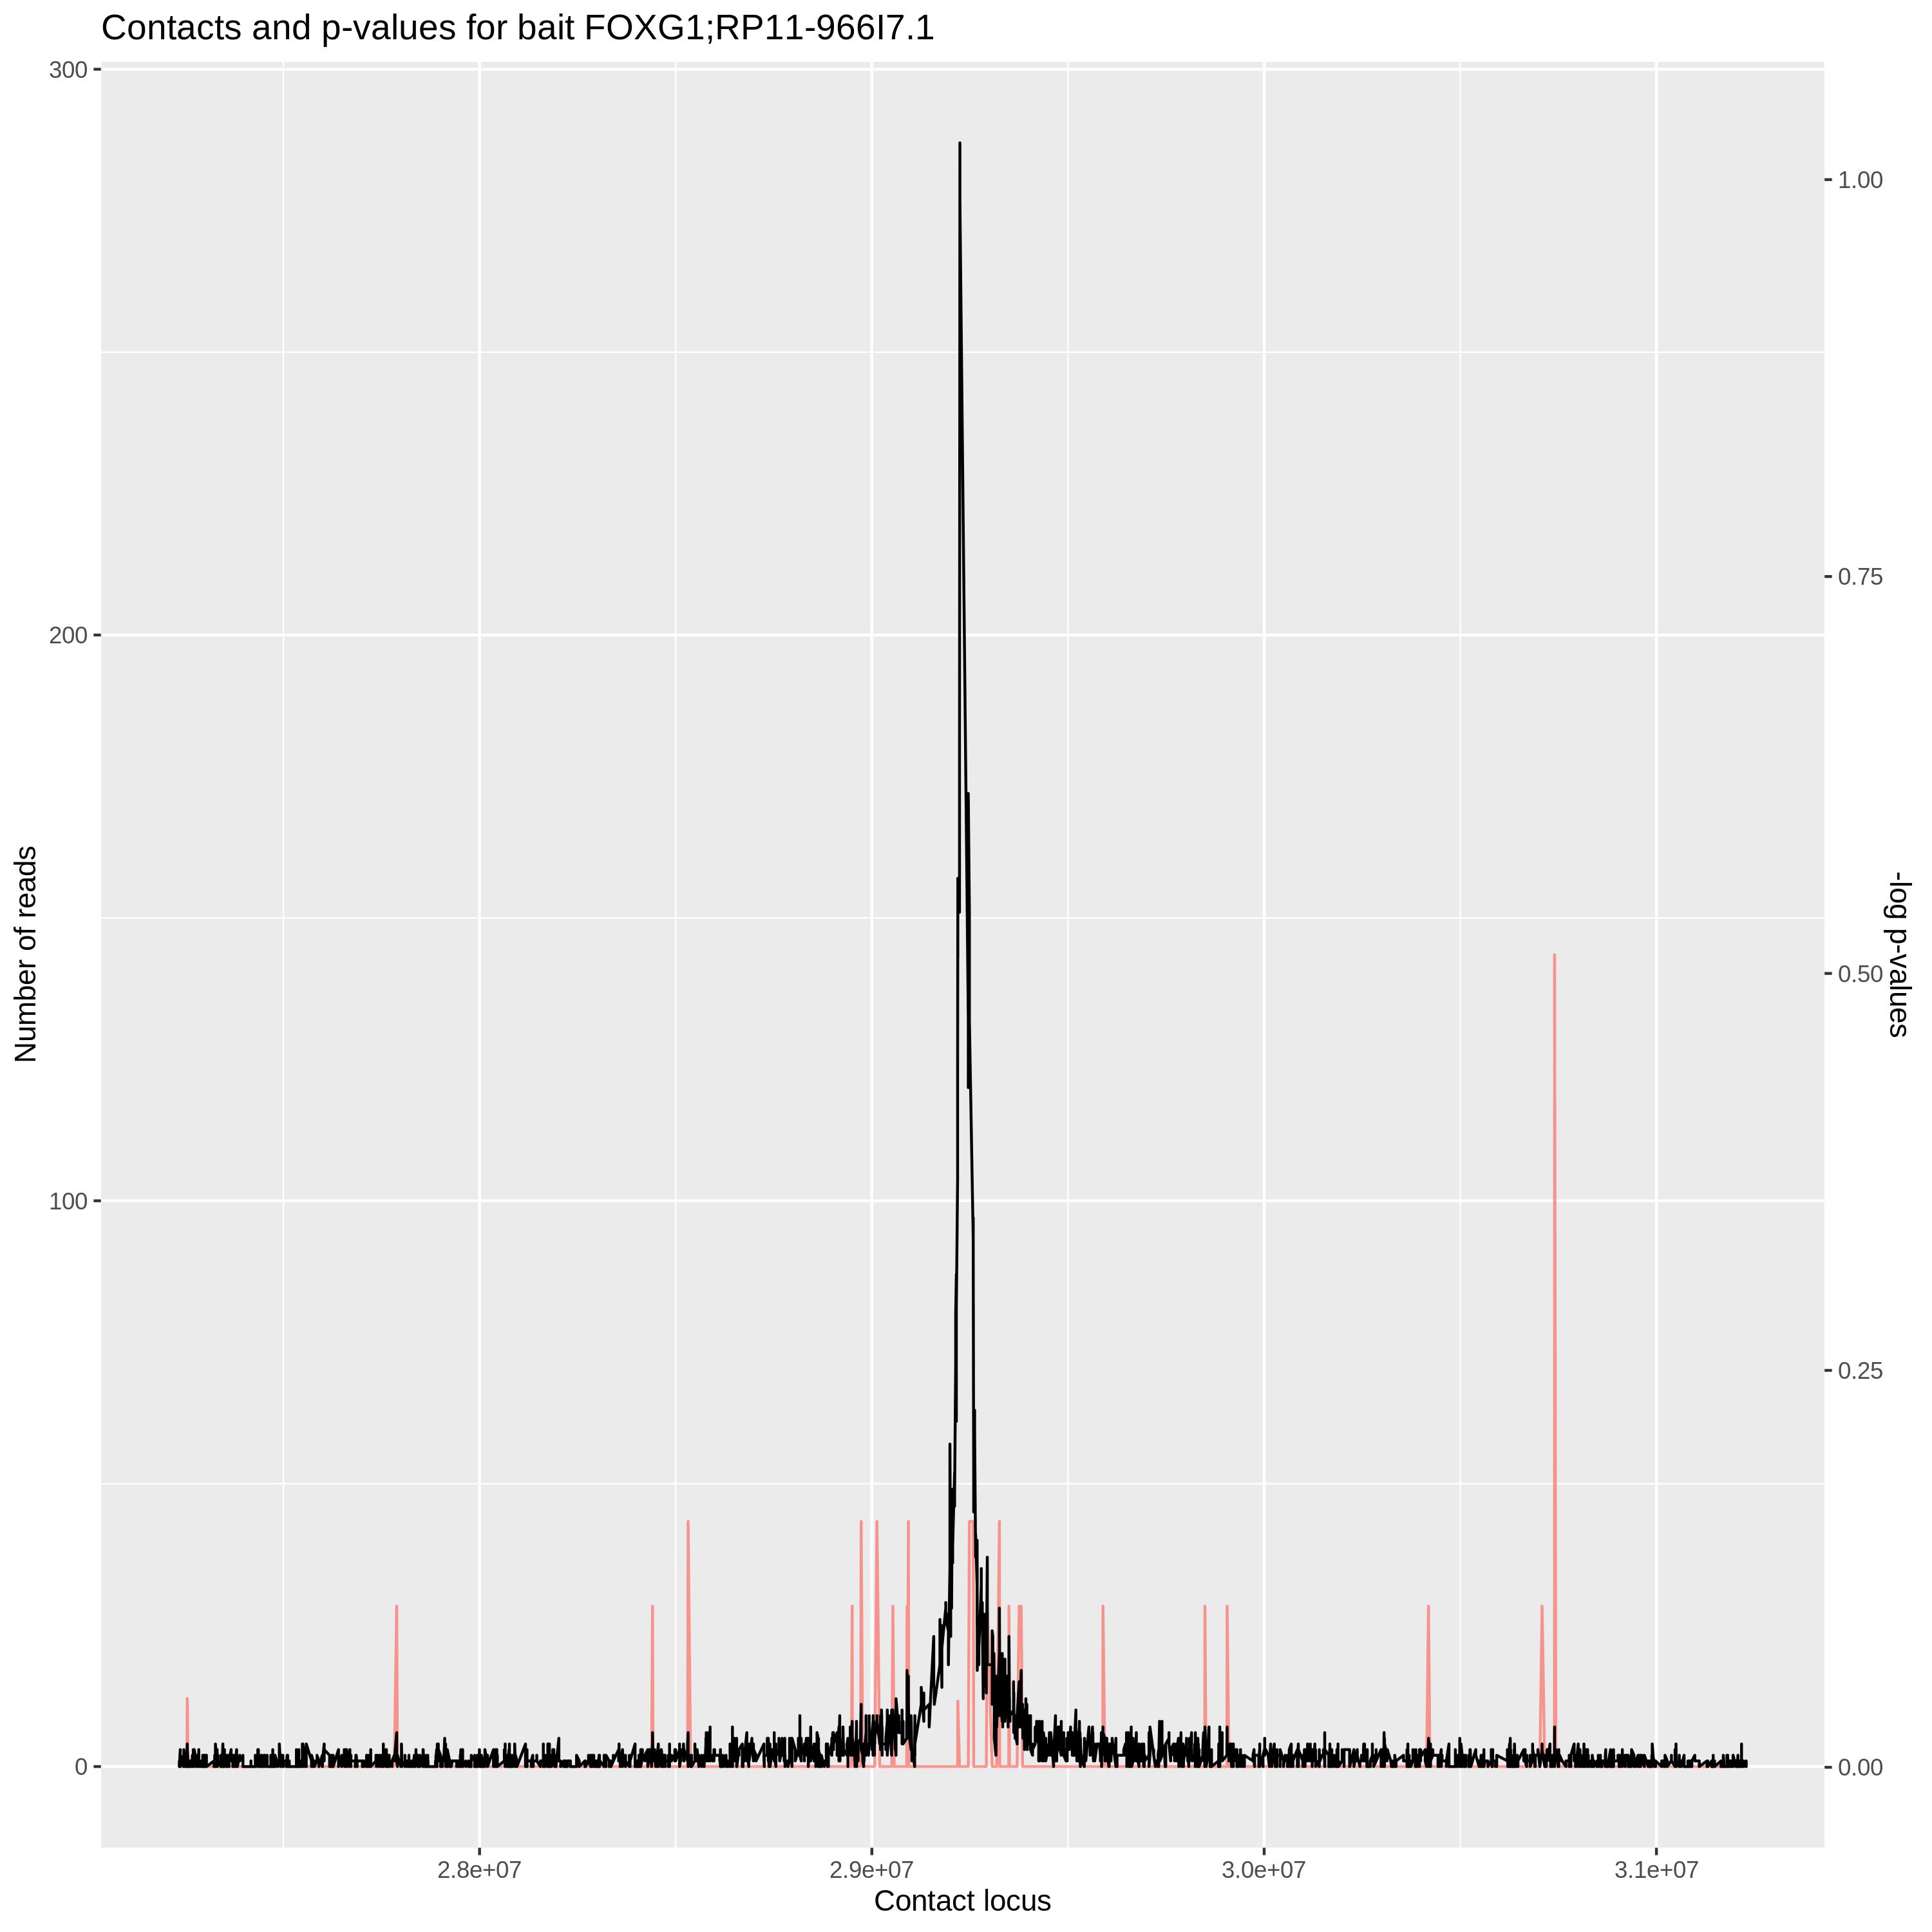 Contacts and p-values for bait FOXG1;RP11-966I7.1
300
200
100
0
Number of reads
1.00
0.75
0.50
0.25
0.00
-log p-values
2.8e+07
2.9e+07
3.0e+07
3.1e+07
Contact locus